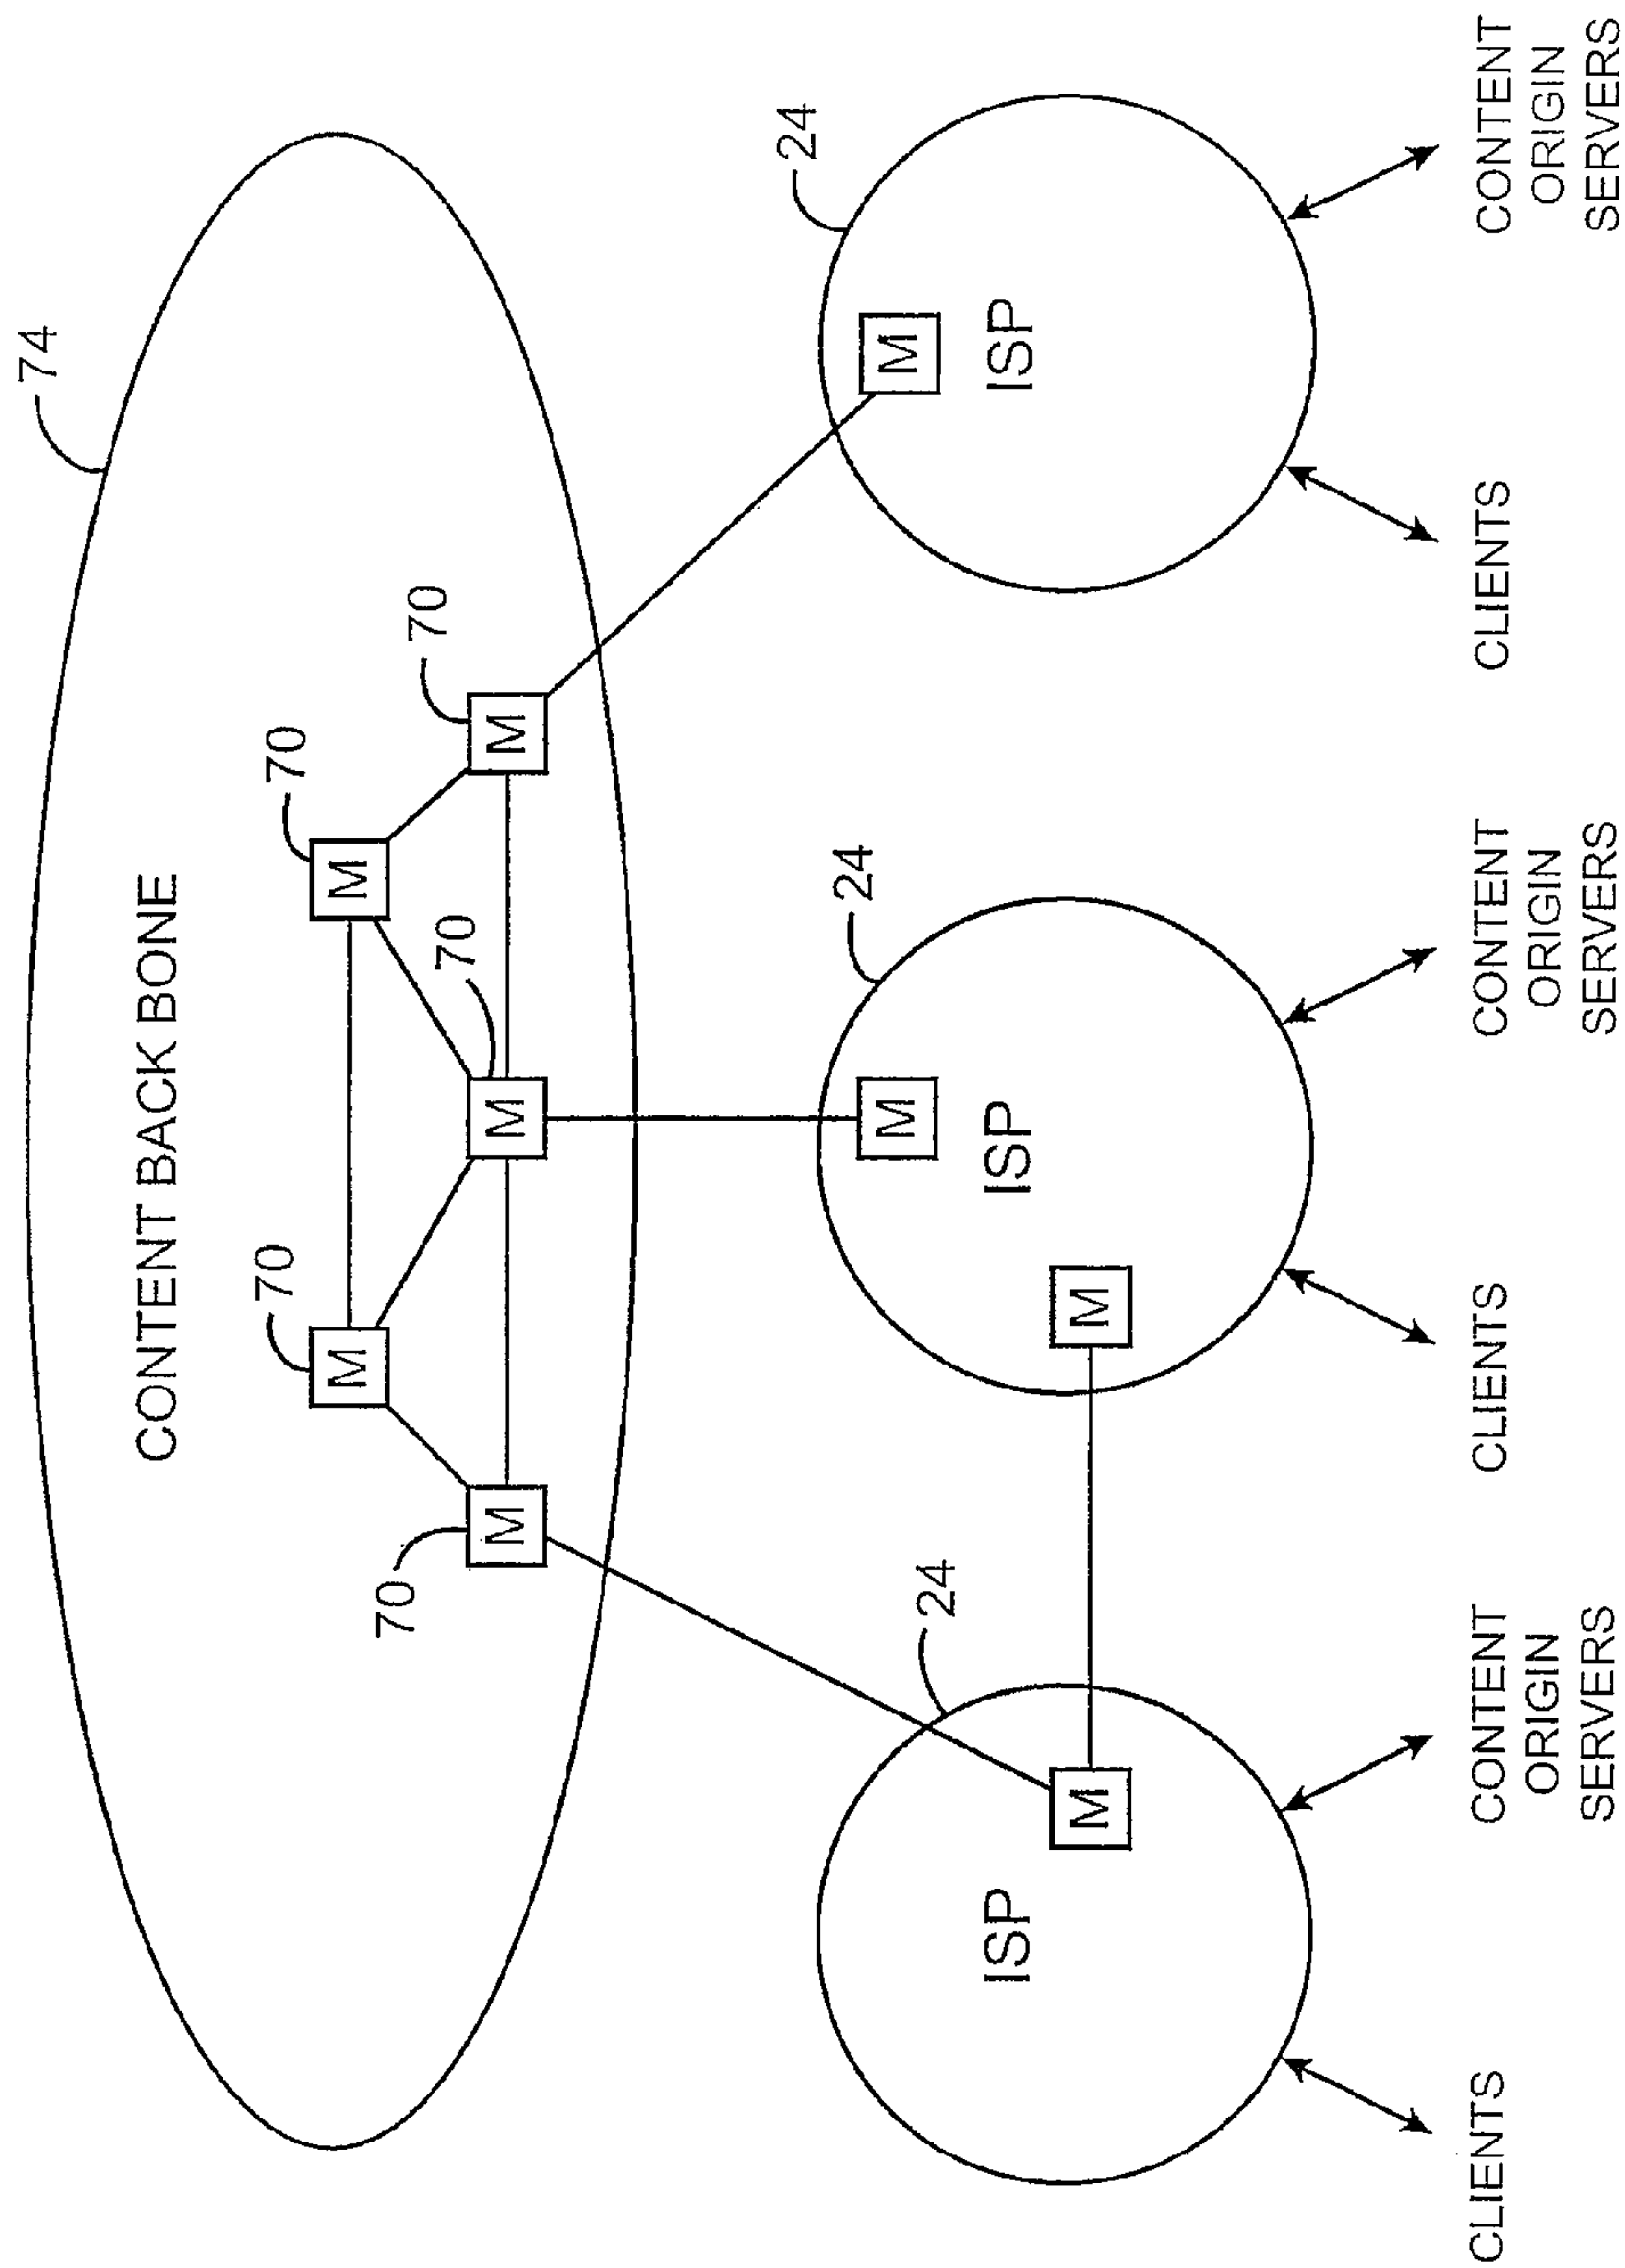 74
CONTENT BACK BONE
70
70
70
M
M
70
70
M
M
M
24
24
24
M
M
ISP
ISP
ISP
M
M
CLIENTS
CONTENT
ORIGIN
SERVERS
CLIENTS
CONTENT
ORIGIN
SERVERS
CLIENTS
CONTENT
ORIGIN
SERVERS